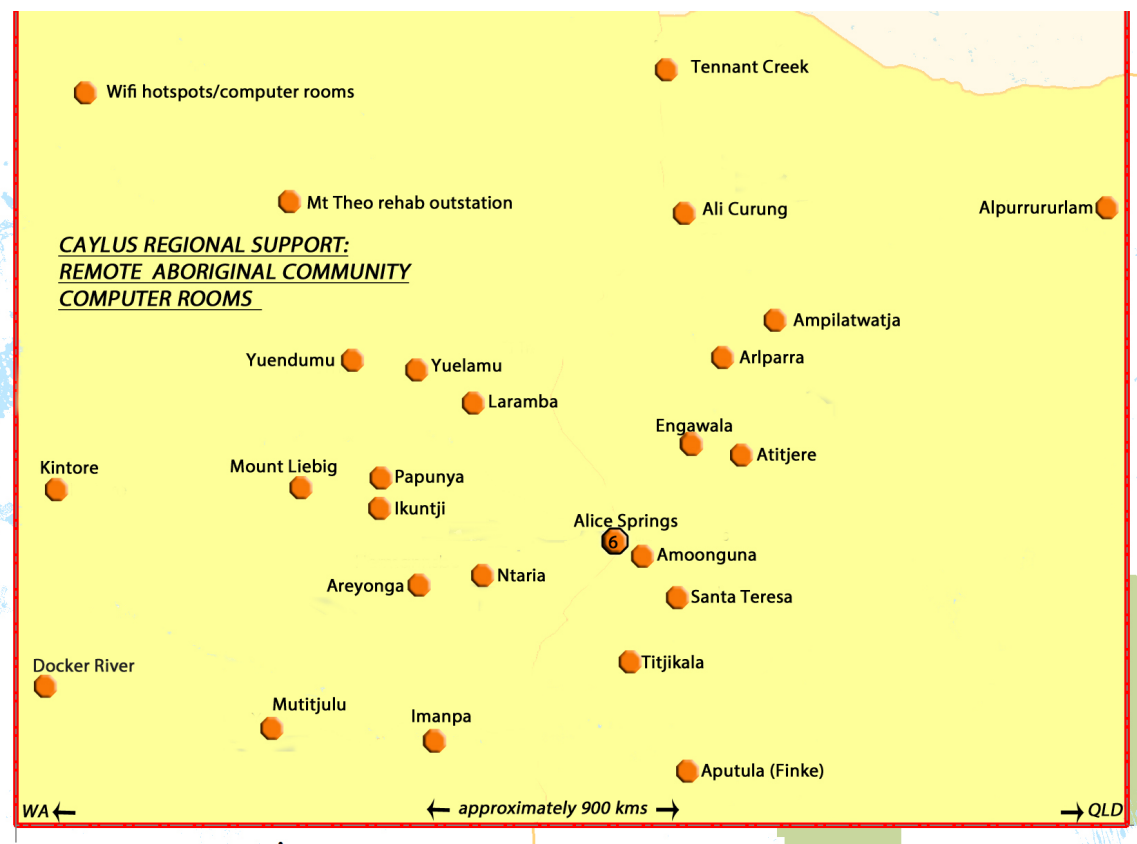 Tennant Creek
Wifi hotspots/computer rooms
Mt Theo rehab outstation
Ali Curung
Alpurrururlam
CAYLUS REGIONAL SUPPORT:
REMOTE ABORIGINAL COMMUNITY
COMPUTER ROOMS
Ampilatwatja
Yuendumu
Yuelamu
Arlparra
Laramba
Engawala
Atitjere
Kintore
Mount Liebig
Papunya
Ikuntji
Alice Springs
6
Amoonguna
Areyonga
Ntaria
Santa Teresa
Docker River
Titjikala
Mutitjulu
Imanpa
Aputula (Finke)
WA
approximately 900 kms
QLD